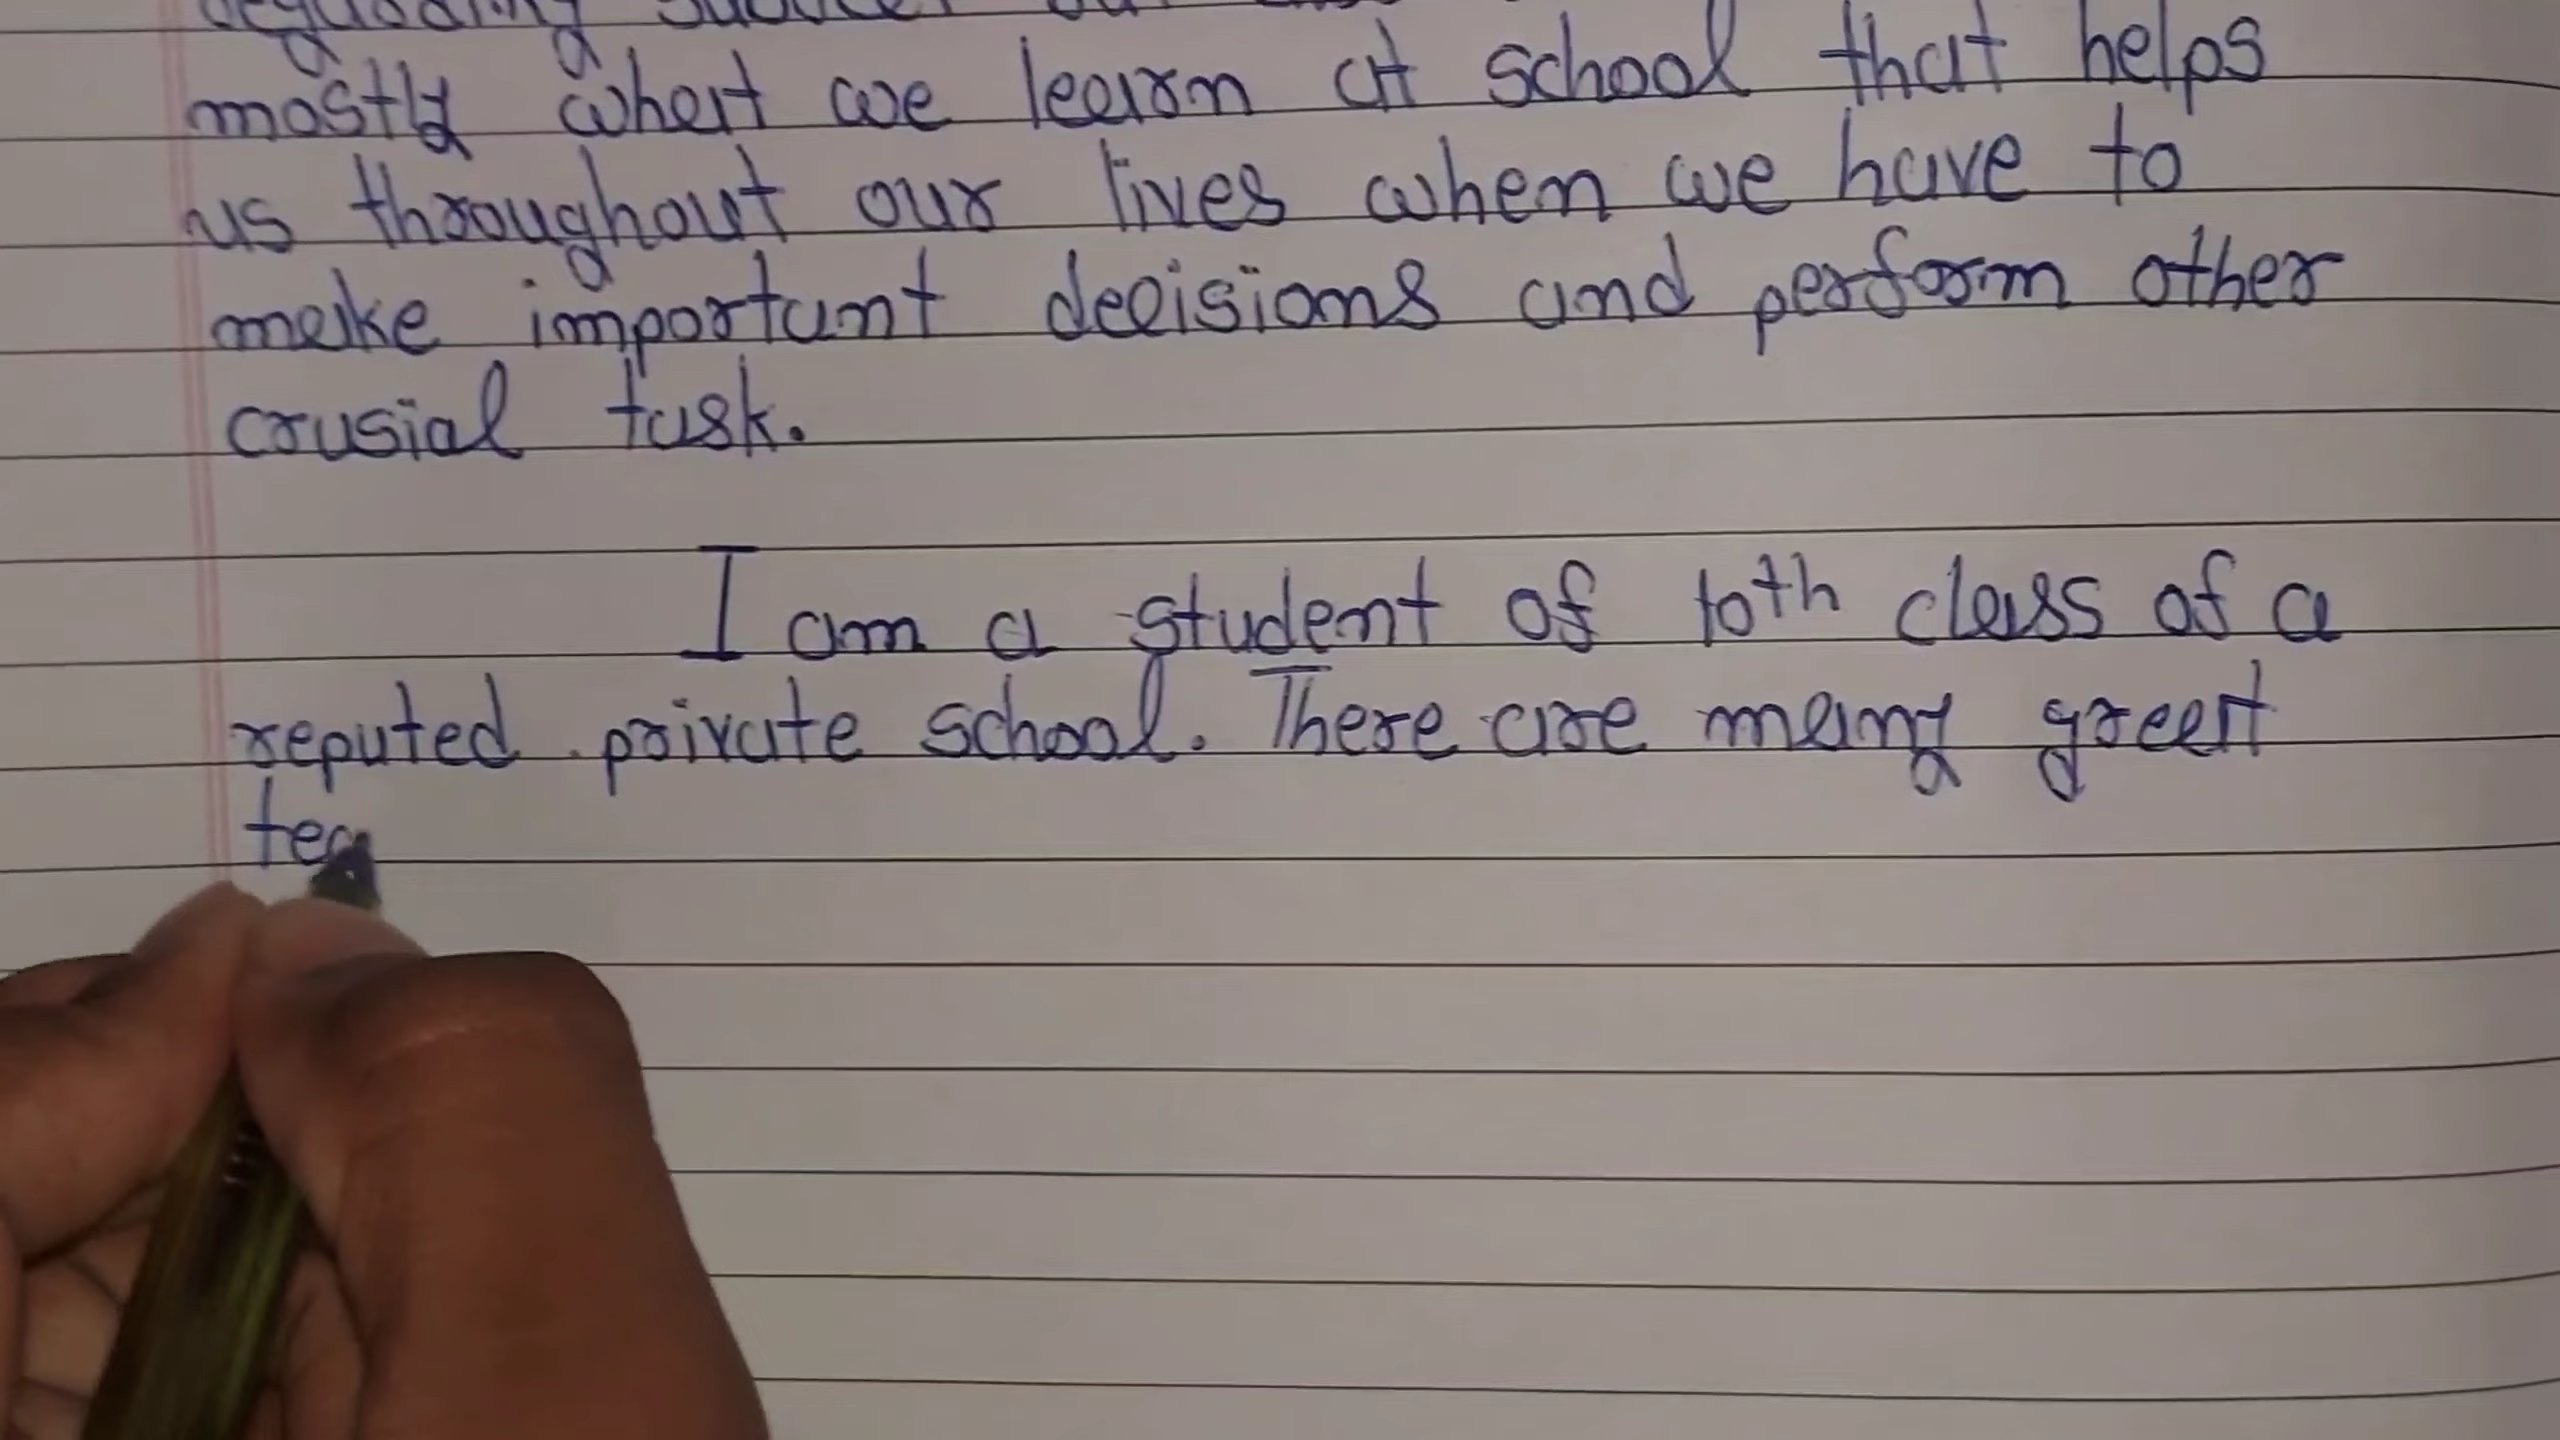 mostly what we learn at school that helps
us throughout our lives when we have to
make important decisions and perform other
crusial task.
I am a student of 10th class of a
reputed private school. There are many great
tea